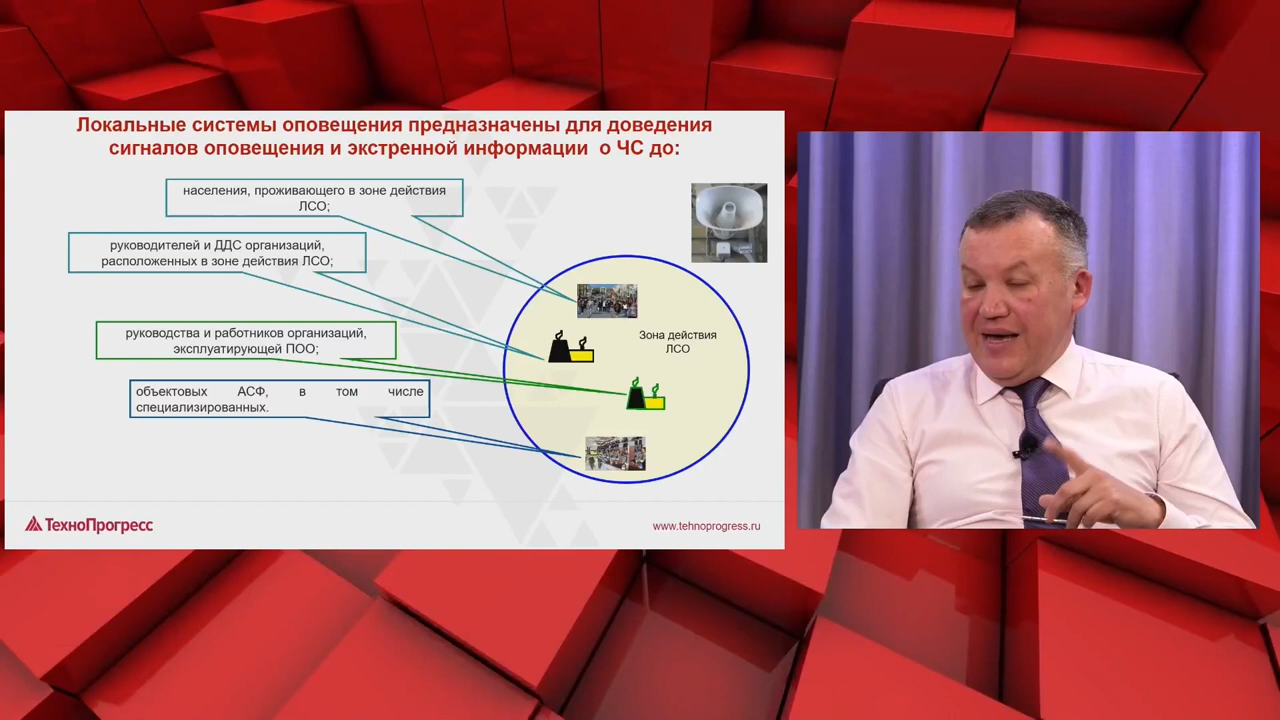 Локальные системы оповещения предназначены для доведения
сигналов оповещения и экстренной информации о ЧС до:
населения, проживающего в зоне действия
ЛСО;
руководителей и ДДС организаций,
расположенных в зоне действия ЛСО;
руководства и работников организаций,
эксплуатирующей ПОО;
объектовых АСФ, в том числе
специализированных.
Зона действия
ЛСО
ТехноПрогресс
www.tehnoprogress.ru